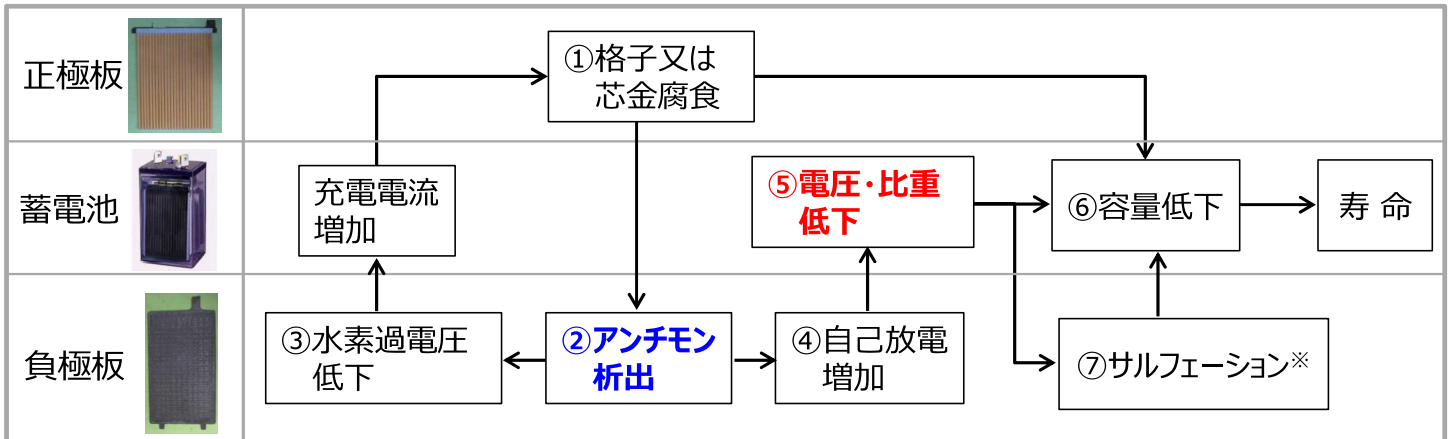 正極板
①格子又は
芯金腐食
蓄電池
充電電流
増加
⑤電圧・比重
低下
⑥容量低下
寿 命
負極板
③水素過電圧
低下
②アンチモン
析出
④自己放電
増加
⑦サルフェーション※